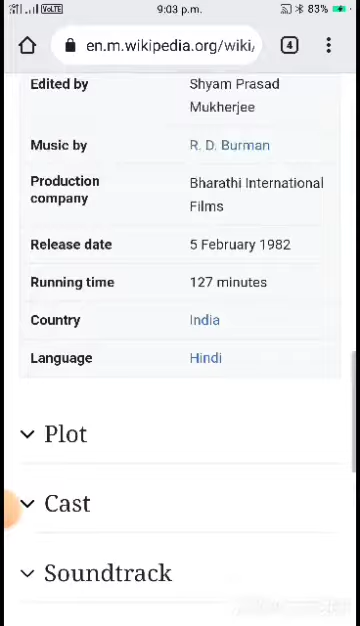 VoLTE 9:03 p.m. 83%
en.m.wikipedia.org/wiki/ 4
Edited by Shyam Prasad
Mukherjee
Music by R. D. Burman
Production Bharathi International
company Films
Release date 5 February 1982
Running time 127 minutes
Country India
Language Hindi
Plot
Cast
Soundtrack